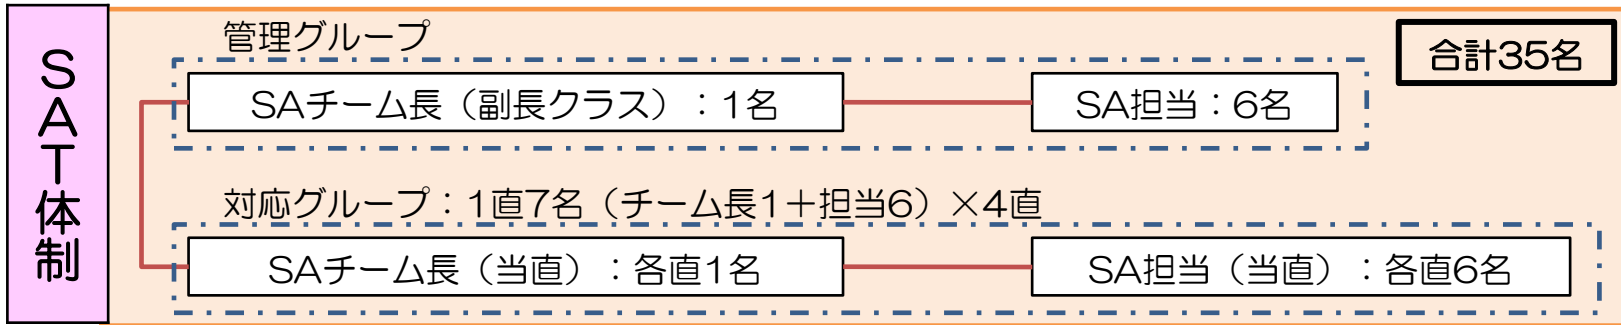 SAT体制
管理グループ
合計35名
SAチーム長（副長クラス）：1名
SA担当：6名
対応グループ：1直7名（チーム長1＋担当6）×4直
SAチーム長（当直）：各直1名
SA担当（当直）：各直6名